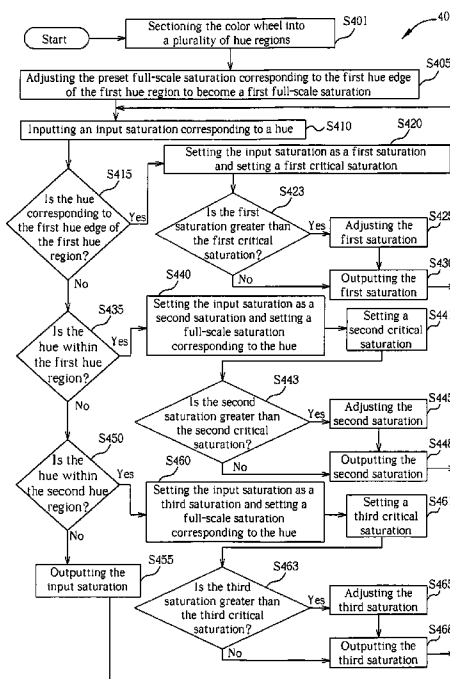 Start
Sectioning the color wheel into
a plurality of hue regions
S401
40
S405
Adjusting the preset full-scale saturation corresponding to the first hue edge
of the first hue region to become a first full-scale saturation
Inputting an input saturation corresponding to a hue
S410
S420
Setting the input saturation as a first saturation
and setting a first critical saturation
S415
Is the hue
corresponding to
the first hue edge of
the first hue
region?
Yes
No
S423
Is the first
saturation greater than
the first critical
saturation?
Yes
No
S425
Adjusting the
first saturation
S430
Outputting the
first saturation
S435
Is the
hue within
the first hue
region?
Yes
No
S440
Setting the input saturation as a
second saturation and setting a
full-scale saturation
corresponding to the hue
S441
Setting a
second critical
saturation
S443
Is the second
saturation greater than
the second critical
saturation?
Yes
No
S445
Adjusting the
second saturation
S448
Outputting the
second saturation
S450
Is the
hue within
the second hue
region?
Yes
No
S460
Setting the input saturation as a
third saturation and setting a
full-scale saturation
corresponding to the hue
S461
Setting a
third critical
saturation
S455
Outputting the
input saturation
S463
Is the third
saturation greater than
the third critical
saturation?
Yes
No
S465
Adjusting the
third saturation
S468
Outputting the
third saturation